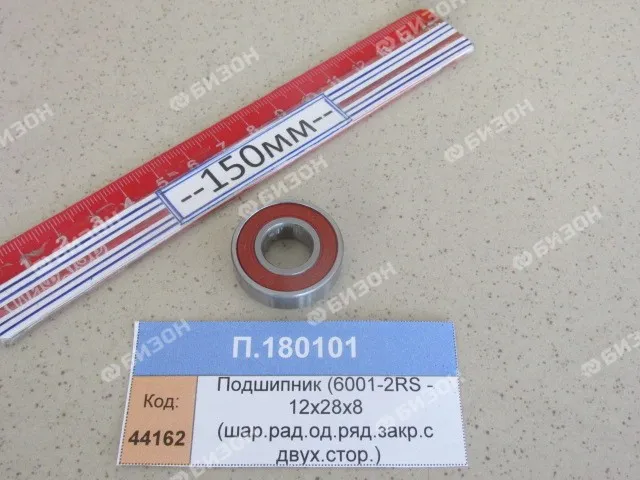 --150мм--
П.180101
Код:
44162
Подшипник (6001-2RS -
12x28x8
(шар.рад.од.ряд.закр.с
двух.стор.)
БИЗОН